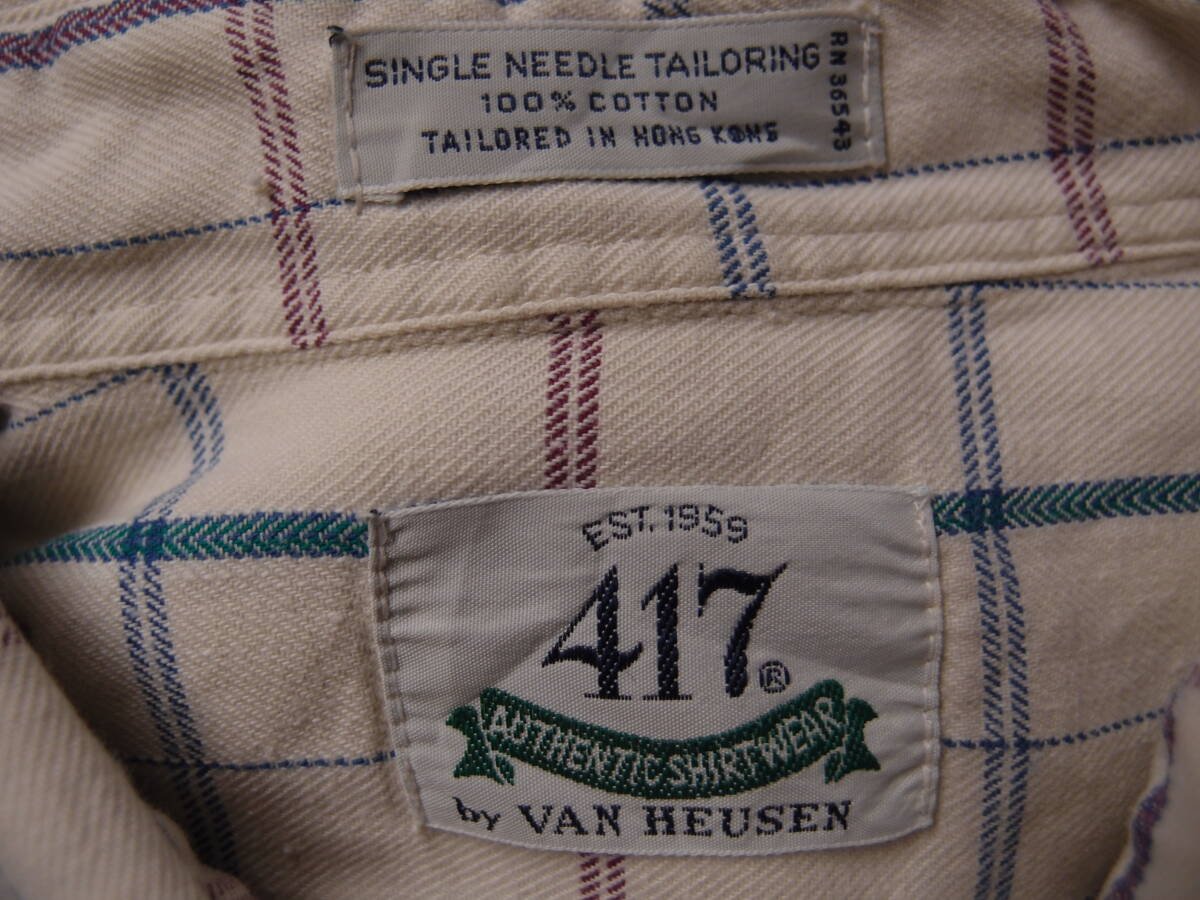 SINGLE NEEDLE TAILORING
100% COTTON
TAILORED IN HONG KONG
RN 36543
EST. 1959
417®
AUTHENTIC SHIRTWEAR
by VAN HEUSEN